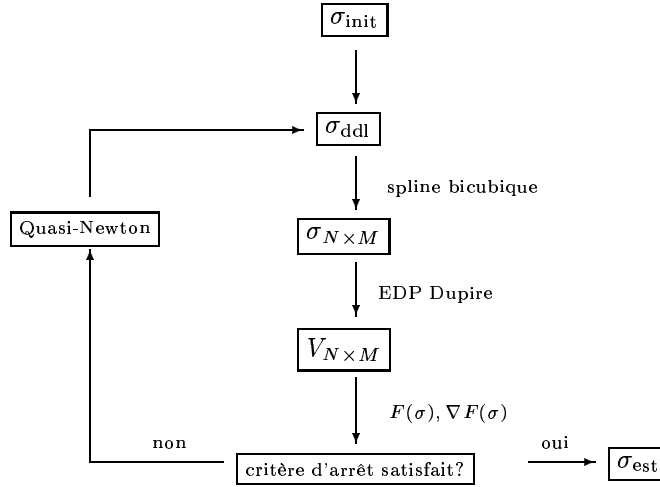 σ_init
σ_ddl
spline bicubique
Quasi-Newton
σ_{N×M}
EDP Dupire
V_{N×M}
F(σ), ∇F(σ)
non
oui
critère d'arrêt satisfait?
σ_est